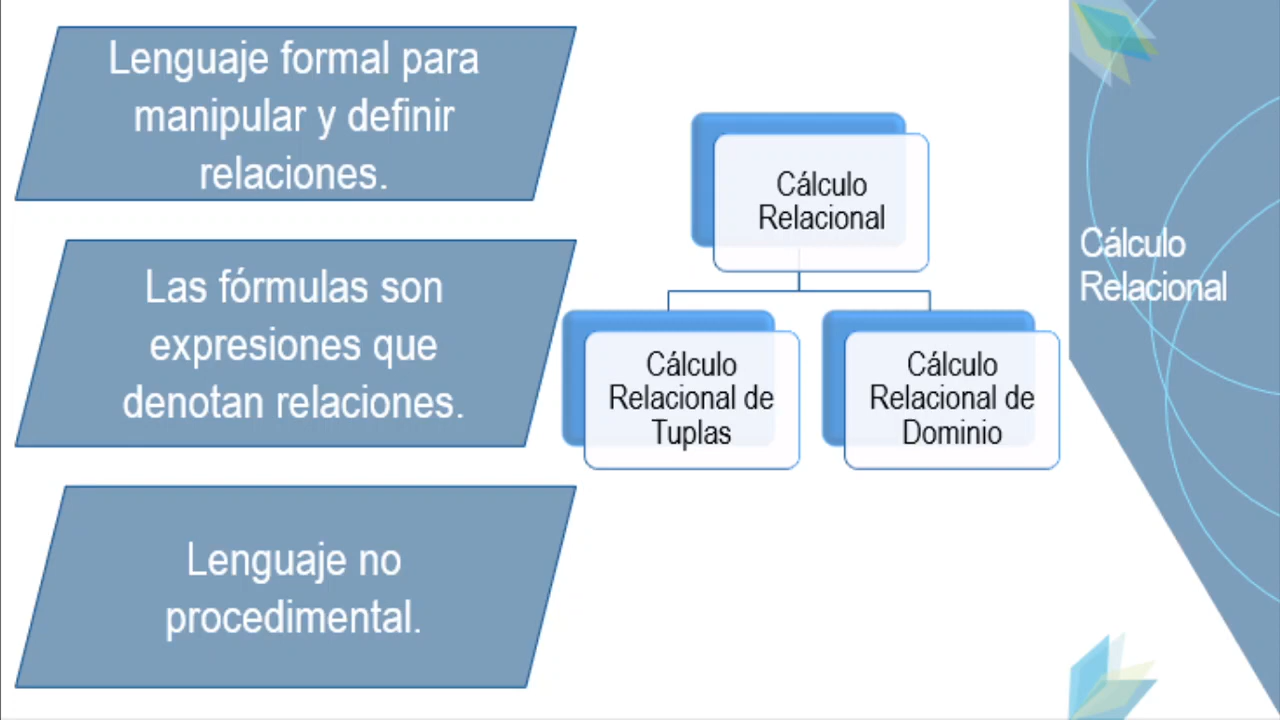 Lenguaje formal para
manipular y definir
relaciones.
Las fórmulas son
expresiones que
denotan relaciones.
Lenguaje no
procedimental.
Cálculo
Relacional
Cálculo
Relacional de
Tuplas
Cálculo
Relacional de
Dominio
Cálculo
Relacional